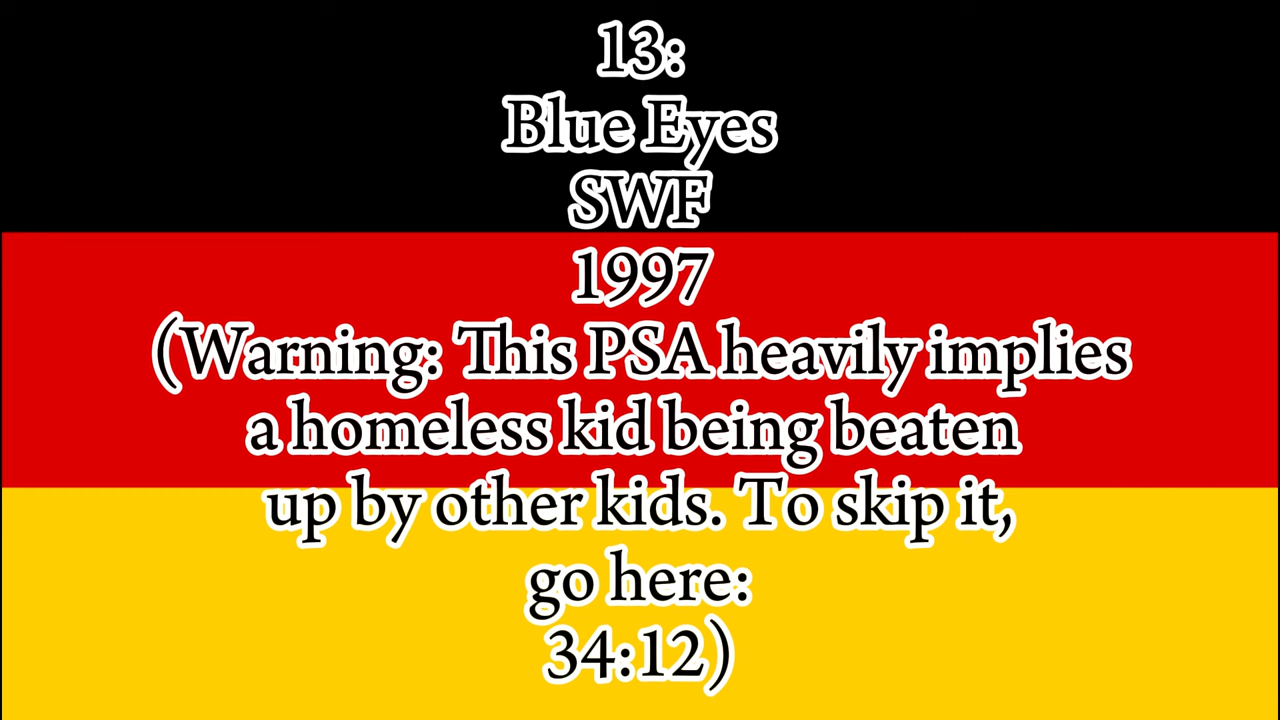 13:
Blue Eyes
SWF
1997
(Warning: This PSA heavily implies
a homeless kid being beaten
up by other kids. To skip it,
go here:
34:12)